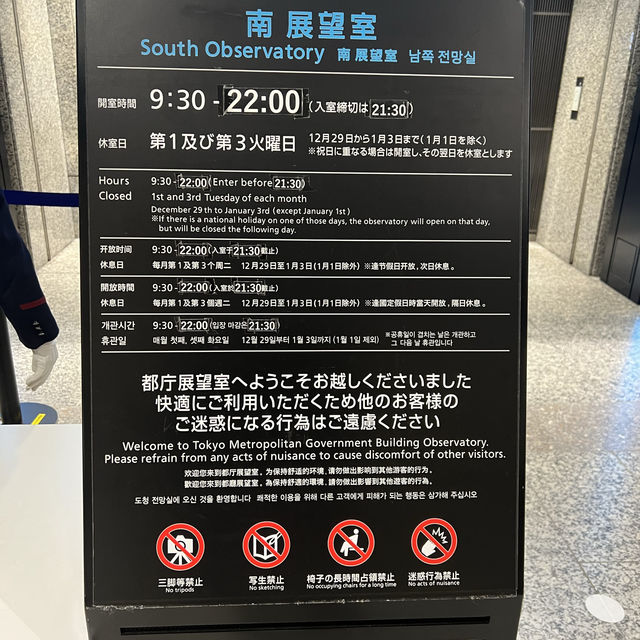 南 展望室
South Observatory 南 展望室 남쪽 전망실
開室時間 9:30 - 22:00 (入室締切は21:30)
休室日 第1及び第3火曜日 12月29日から1月3日まで(1月1日を除く)
※祝日に重なる場合は開室し、その翌日を休室とします
Hours 9:30 - 22:00 (Enter before 21:30)
Closed 1st and 3rd Tuesday of each month
December 29 th to January 3rd (except January 1st)
※If there is a national holiday on one of those days, the observatory will open on that day,
but will be closed the following day.
开放时间 9:30 - 22:00 (入室于21:30截止)
休息日 每月第1及第3个周二 12月29日至1月3日(1月1日除外) ※逢节假日开放，次日休息。
開放時間 9:30 - 22:00 (入室於21:30截止)
休息日 每月第1及第3個週二 12月29日至1月3日(1月1日除外) ※逢國定假日時當天開放，隔日休息。
개관시간 9:30 - 22:00 (입장 마감은21:30)
휴관일 매월 첫째, 셋째 화요일 12월 29일부터 1월 3일까지 (1월 1일 제외) ※공휴일이 겹치는 날은 개관하고
그 다음 날 휴관입니다
都庁展望室へようこそお越しくださいました
快適にご利用いただくため他のお客様の
ご迷惑になる行為はご遠慮ください
Welcome to Tokyo Metropolitan Government Building Observatory.
Please refrain from any acts of nuisance to cause discomfort of other visitors.
欢迎您来到都厅展望室，为保持舒适的环境，请勿做出影响到其他游客的行为。
歡迎您來到都廳展望室，為保持舒適的環境，請勿做出影響到其他遊客的行為。
도청 전망실에 오신 것을 환영합니다 쾌적한 이용을 위해 다른 고객에게 피해가 되는 행동은 삼가해 주십시오
三脚等禁止 写生禁止 椅子の長時間占領禁止 迷惑行為禁止
No tripods No sketching No occupying chairs for a long time No acts of nuisance